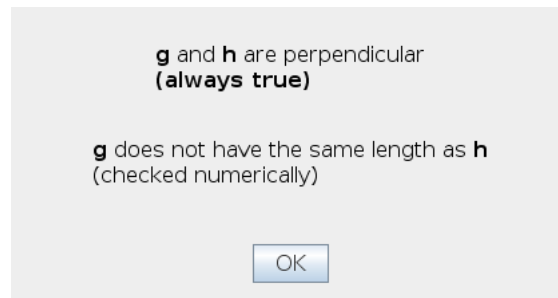 g and h are perpendicular
(always true)
g does not have the same length as h
(checked numerically)
OK